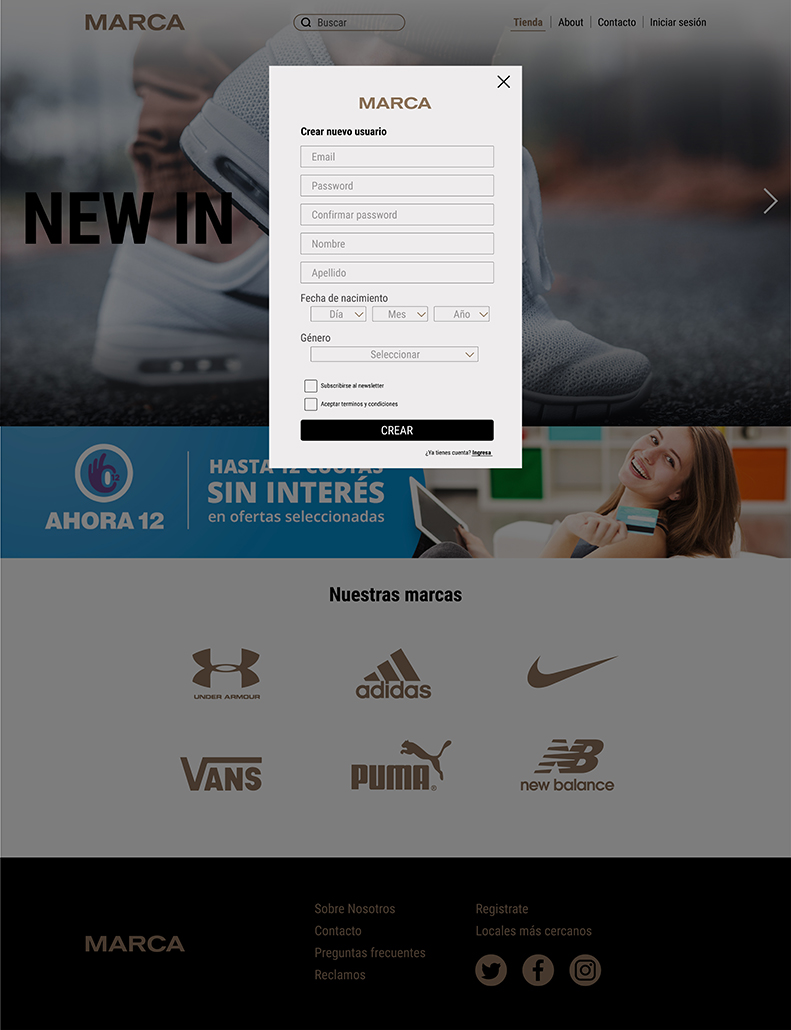 MARCA
Buscar
Tienda
About
Contacto
Iniciar sesión
MARCA
Crear nuevo usuario
Email
Password
Confirmar password
Nombre
Apellido
Fecha de nacimiento
Día
Mes
Año
Género
Seleccionar
Subscribirse al newsletter
Aceptar terminos y condiciones
CREAR
¿Ya tienes cuenta? Ingresa
NEW IN
12
AHORA 12
HASTA 12 CUOTAS
SIN INTERÉS
en ofertas seleccionadas
Nuestras marcas
UNDER ARMOUR
adidas
VANS
PUMA®
NB
new balance
MARCA
Sobre Nosotros
Contacto
Preguntas frecuentes
Reclamos
Registrate
Locales más cercanos